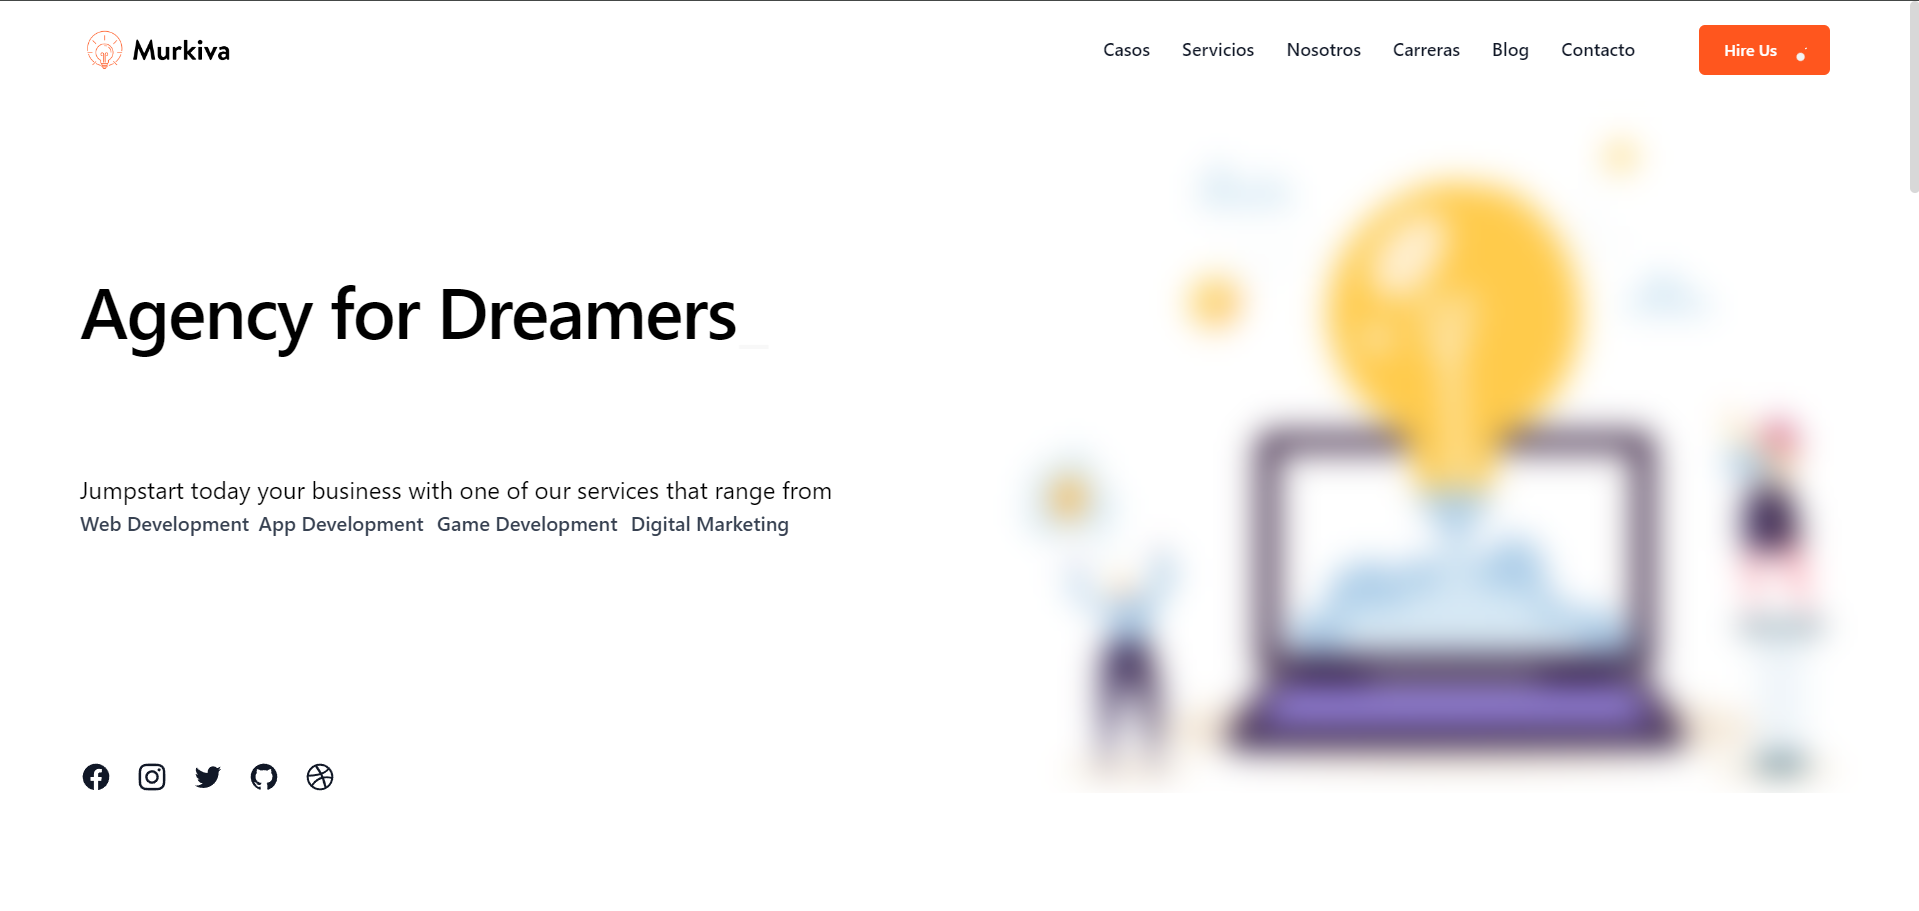 Murkiva
Casos Servicios Nosotros Carreras Blog Contacto Hire Us
Agency for Dreamers_
Jumpstart today your business with one of our services that range from
Web Development App Development Game Development Digital Marketing